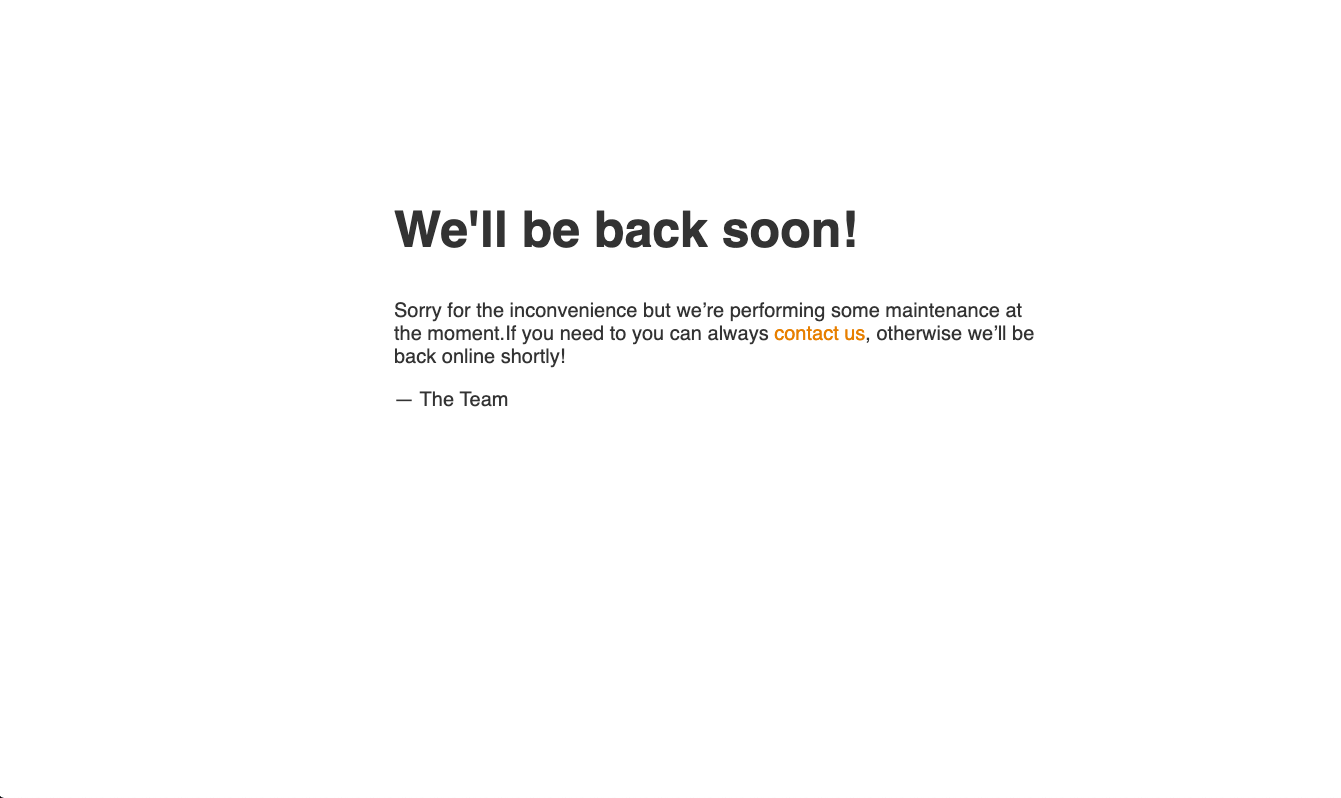 We'll be back soon!
Sorry for the inconvenience but we’re performing some maintenance at
the moment.If you need to you can always contact us, otherwise we’ll be
back online shortly!
— The Team